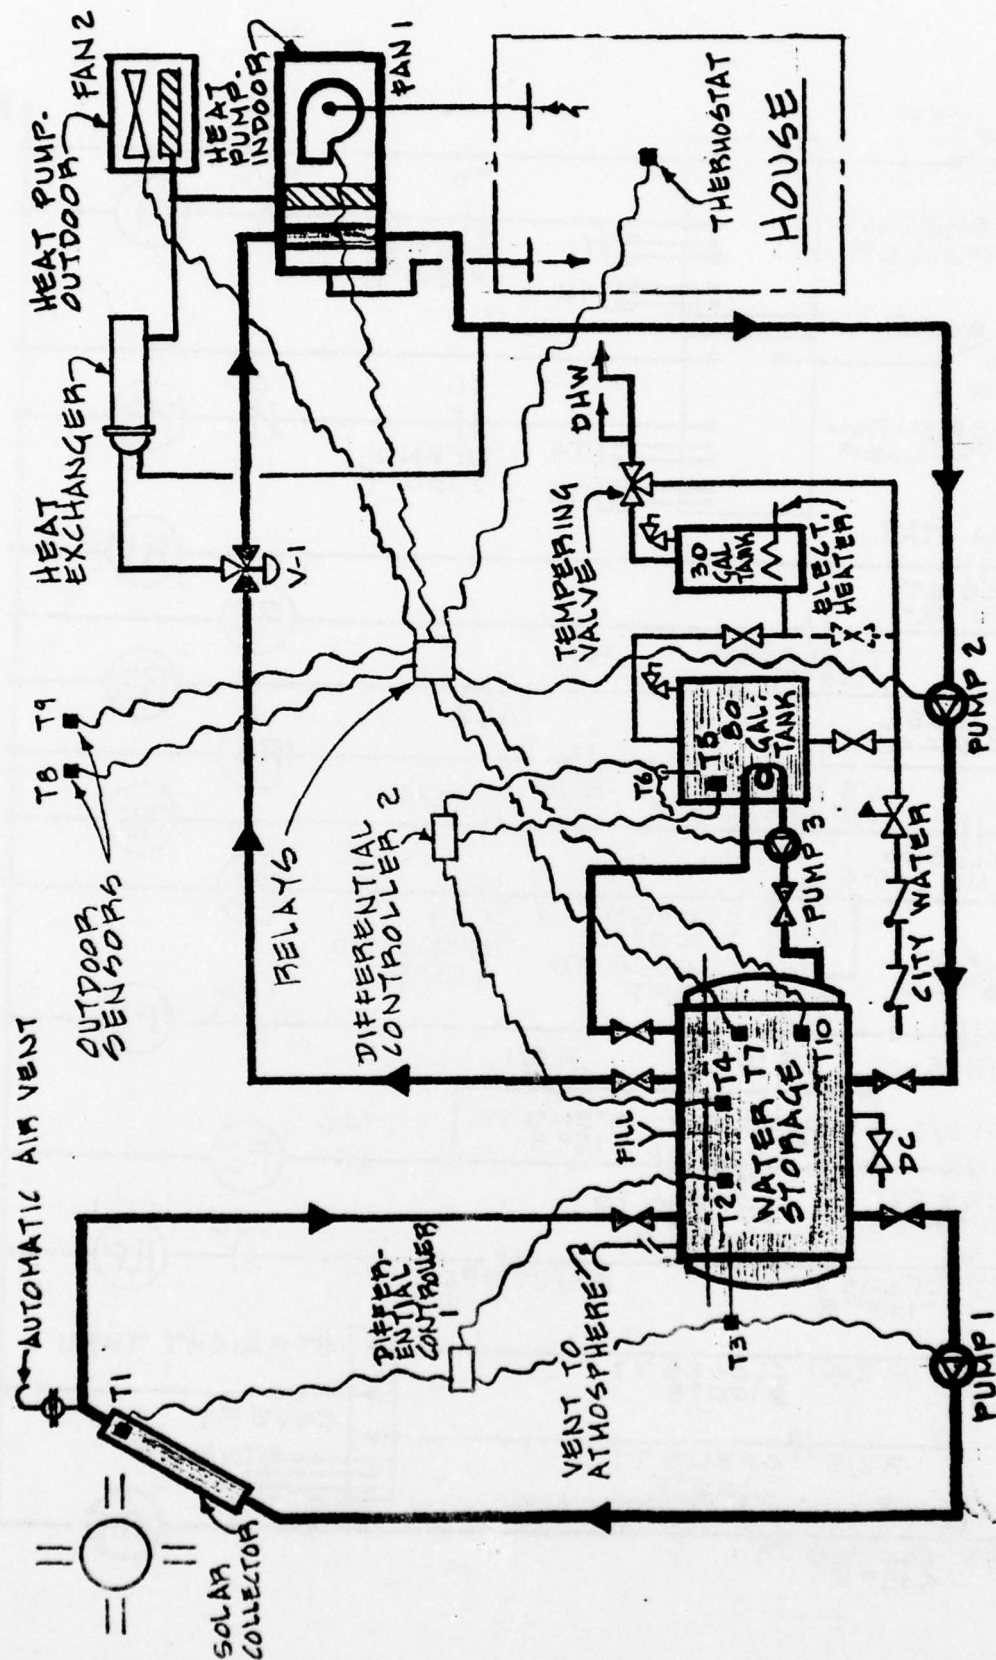 AUTOMATIC AIR VENT
T1
SOLAR
COLLECTOR
OUTDOOR
SENSORS
T8
T9
HEAT
EXCHANGER
HEAT PUMP.
OUTDOOR
FAN 2
HEAT
PUMP.
INDOOR
FAN 1
V-1
RELAYS
DIFFER-
ENTIAL
CONTROLLER
1
DIFFERENTIAL
CONTROLLER 2
TEMPERING
VALVE
DHW
THERMOSTAT
HOUSE
VENT TO
ATMOSPHERE
FILL
T3
T2
T4
WATER T7
STORAGE
T10
T6
T5
80
GAL.
TANK
30
GAL
TANK
ELECT.
HEATER
PUMP 3
DC
CITY WATER
PUMP 1
PUMP 2